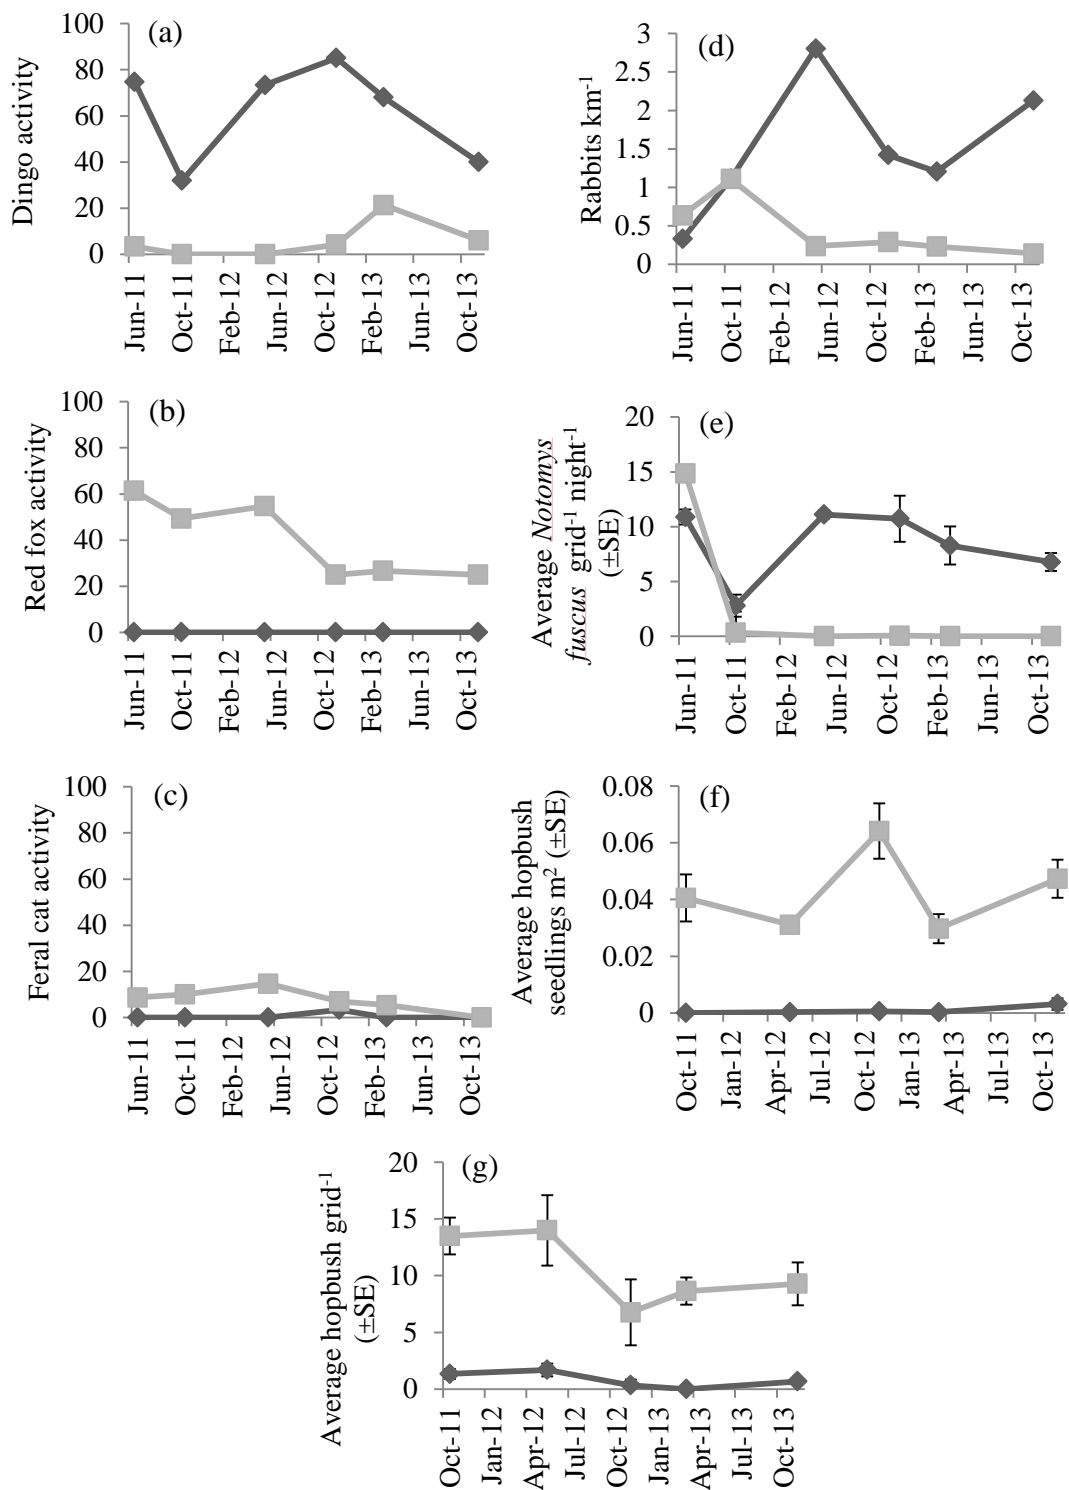 (a)
Dingo activity
100
80
60
40
20
0
Jun-11
Oct-11
Feb-12
Jun-12
Oct-12
Feb-13
Jun-13
Oct-13
(d)
Rabbits km-1
3
2.5
2
1.5
1
0.5
0
Jun-11
Oct-11
Feb-12
Jun-12
Oct-12
Feb-13
Jun-13
Oct-13
(b)
Red fox activity
100
80
60
40
20
0
Jun-11
Oct-11
Feb-12
Jun-12
Oct-12
Feb-13
Jun-13
Oct-13
(e)
Average Notomys
fuscus grid-1 night-1
(±SE)
20
15
10
5
0
Jun-11
Oct-11
Feb-12
Jun-12
Oct-12
Feb-13
Jun-13
Oct-13
(c)
Feral cat activity
100
80
60
40
20
0
Jun-11
Oct-11
Feb-12
Jun-12
Oct-12
Feb-13
Jun-13
Oct-13
(f)
Average hopbush
seedlings m2 (±SE)
0.08
0.06
0.04
0.02
0
Oct-11
Jan-12
Apr-12
Jul-12
Oct-12
Jan-13
Apr-13
Jul-13
Oct-13
(g)
Average hopbush grid-1
(±SE)
20
15
10
5
0
Oct-11
Jan-12
Apr-12
Jul-12
Oct-12
Jan-13
Apr-13
Jul-13
Oct-13